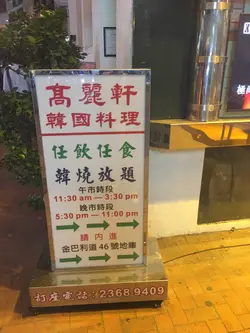 高麗軒
韓國料理
任飲任食
韓燒放題
午市時段
11:30 am — 3:30 pm
晚市時段
5:30 pm — 11:00 pm
請內進
金巴利道46號地庫
訂座電話：2368 9409